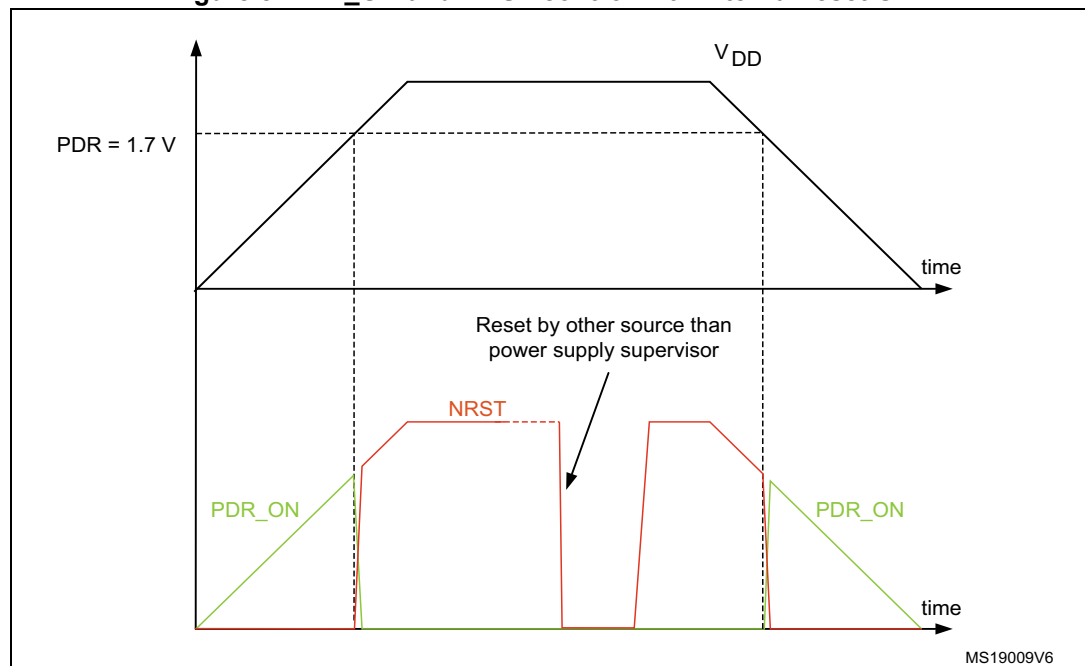 V DD
PDR = 1.7 V
time
Reset by other source than
power supply supervisor
NRST
PDR_ON
PDR_ON
time
MS19009V6